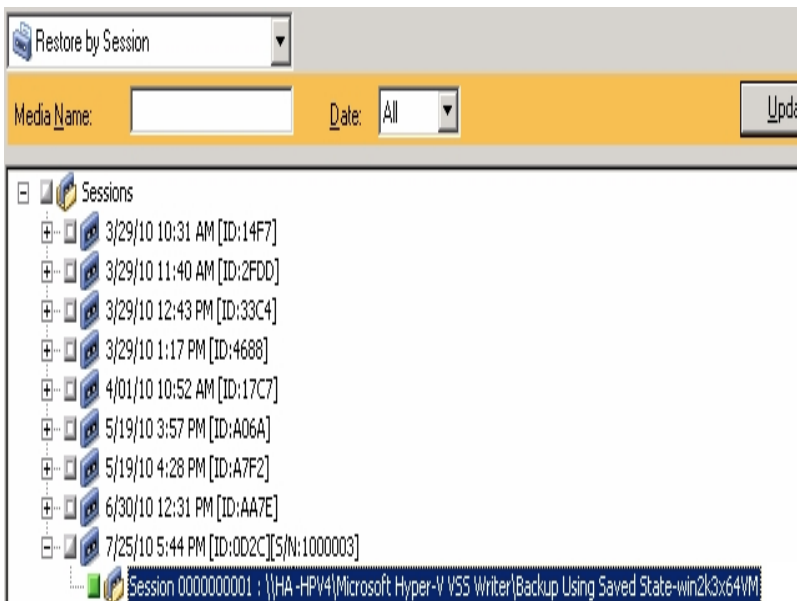 Restore by Session
Media Name: Date: All Upda
Sessions
3/29/10 10:31 AM [ID:14F7]
3/29/10 11:40 AM [ID:2FDD]
3/29/10 12:43 PM [ID:33C4]
3/29/10 1:17 PM [ID:4688]
4/01/10 10:52 AM [ID:17C7]
5/19/10 3:57 PM [ID:A06A]
5/19/10 4:28 PM [ID:A7F2]
6/30/10 12:31 PM [ID:AA7E]
7/25/10 5:44 PM [ID:0D2C][S/N:1000003]
Session 0000000001 : \\HA-HPV4\Microsoft Hyper-V VSS Writer\Backup Using Saved State-win2k3x64VM